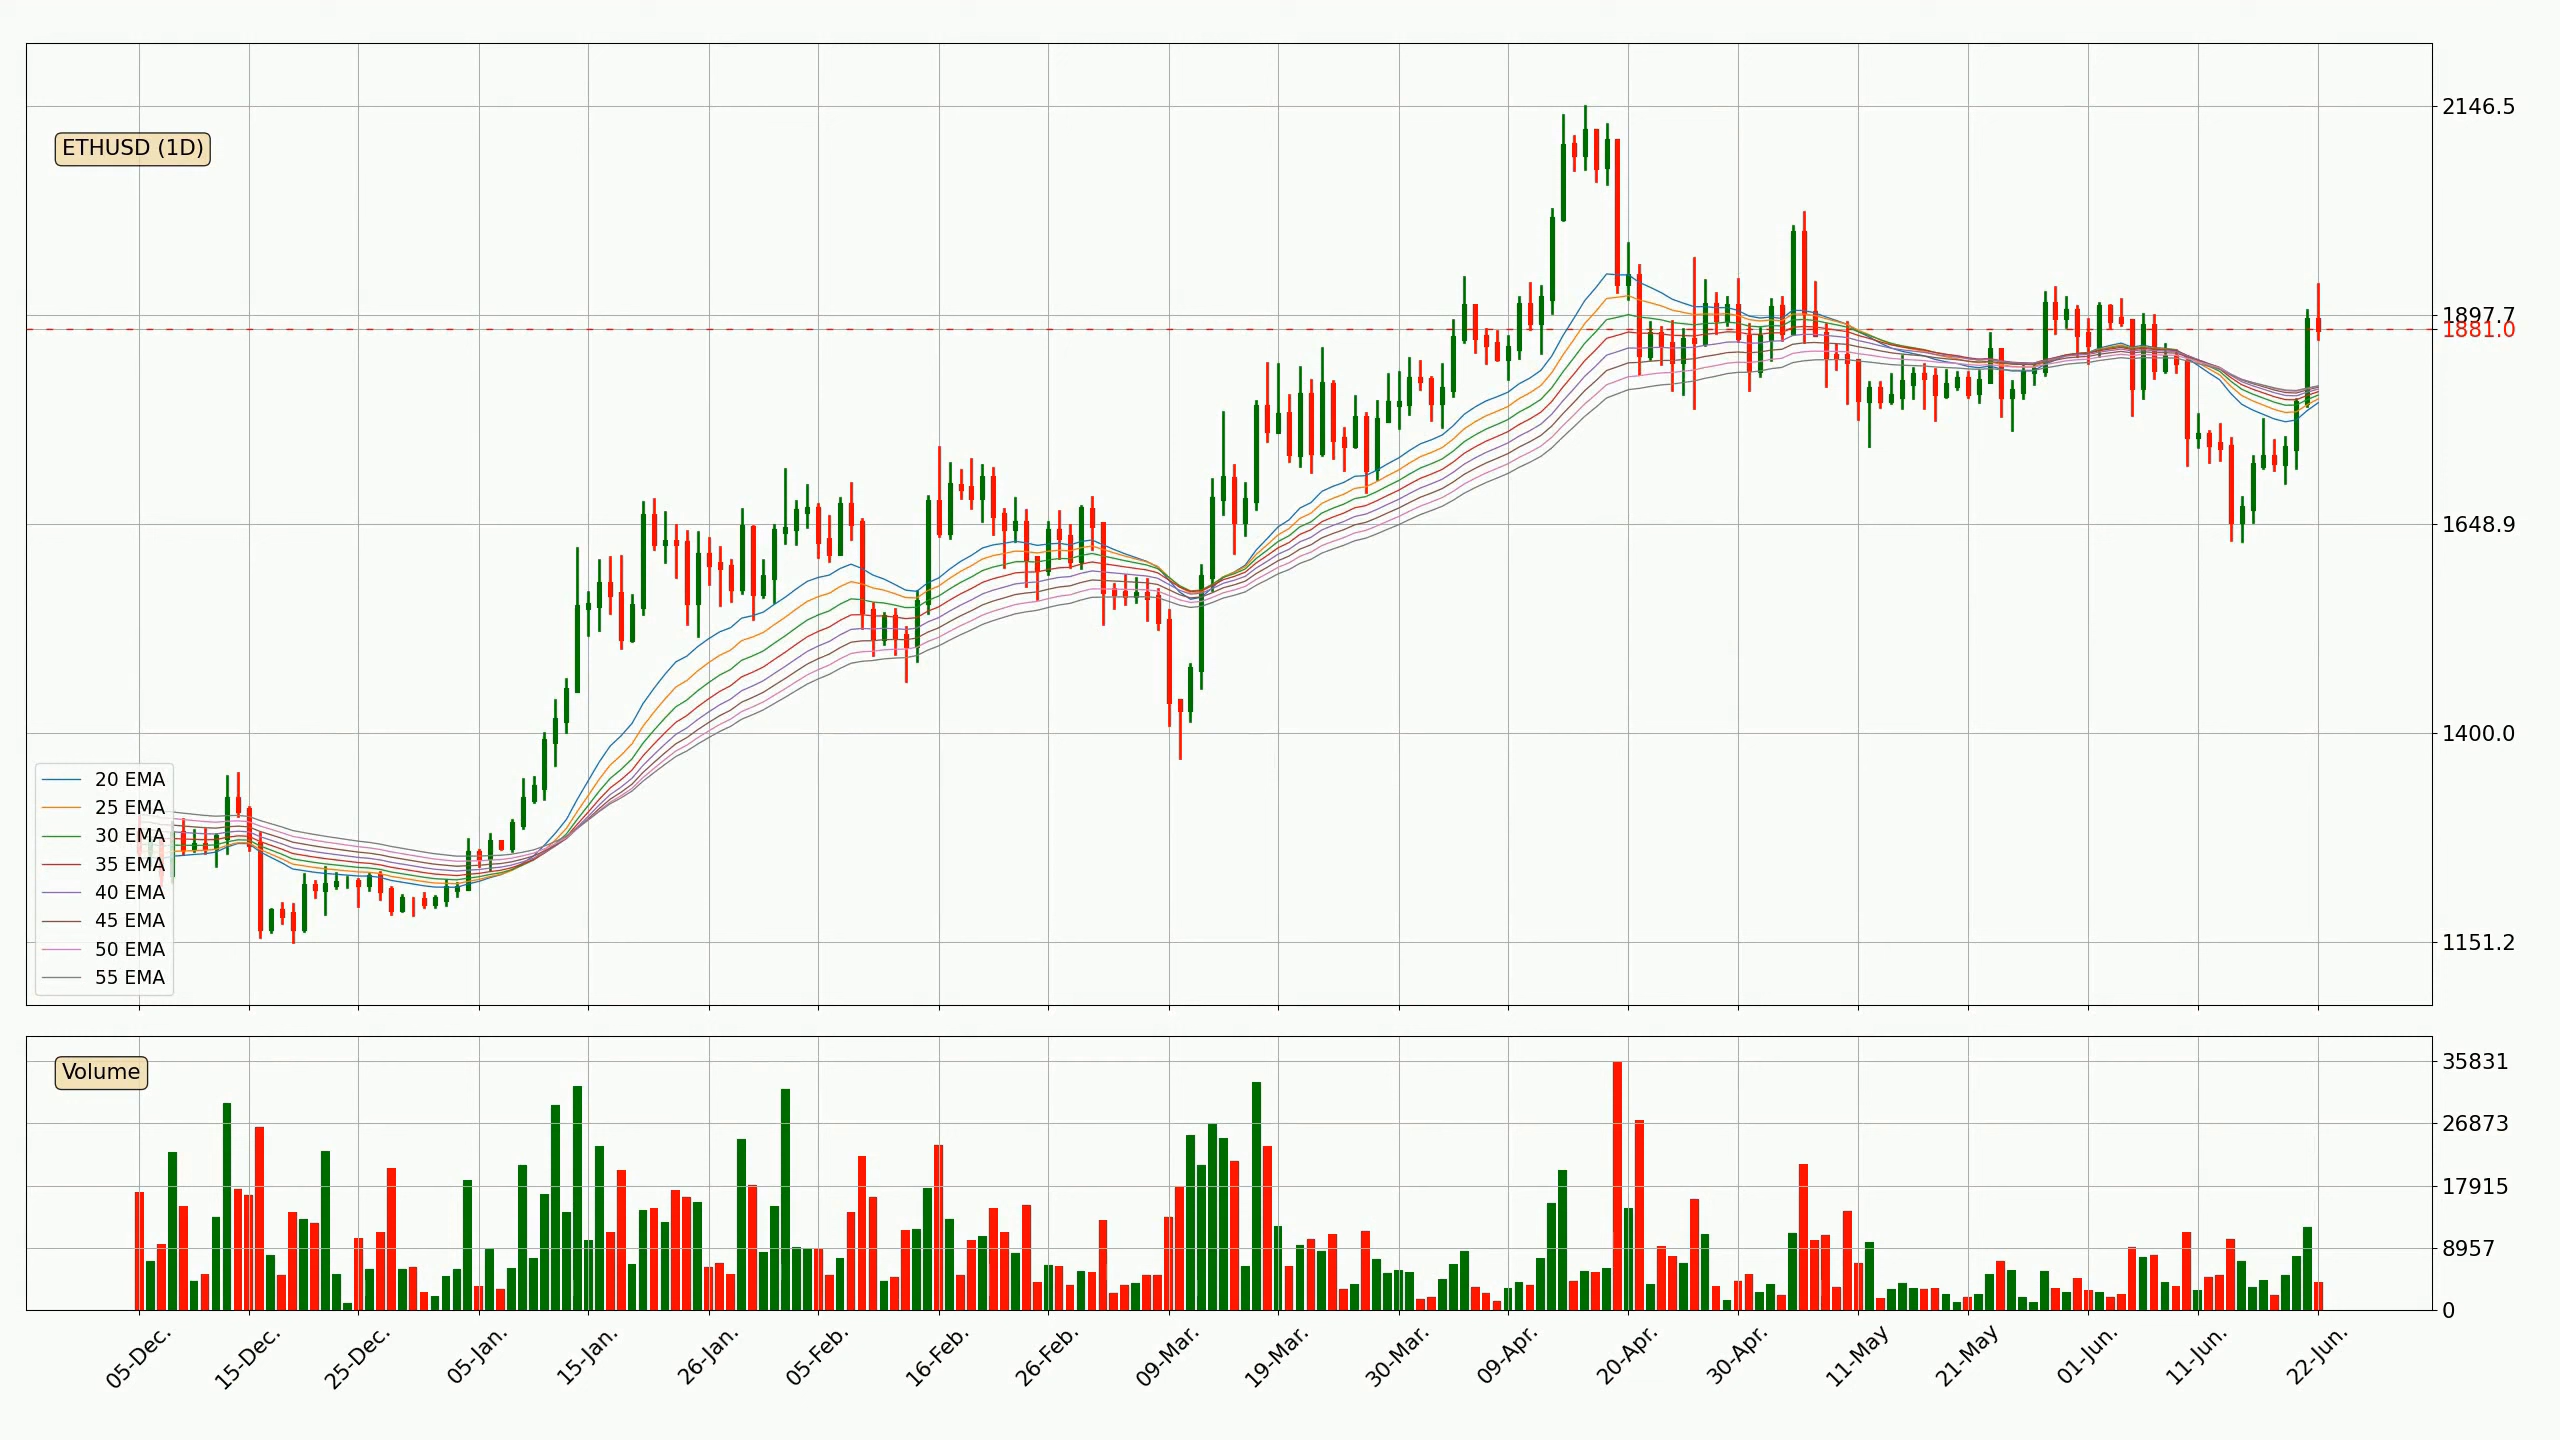 ETHUSD (1D)
2146.5
1897.7
1881.0
1648.9
1400.0
1151.2
20 EMA
25 EMA
30 EMA
35 EMA
40 EMA
45 EMA
50 EMA
55 EMA
Volume
35831
26873
17915
8957
0
05-Dec.
15-Dec.
25-Dec.
05-Jan.
15-Jan.
26-Jan.
05-Feb.
16-Feb.
26-Feb.
09-Mar.
19-Mar.
30-Mar.
09-Apr.
20-Apr.
30-Apr.
11-May
21-May
01-Jun.
11-Jun.
22-Jun.